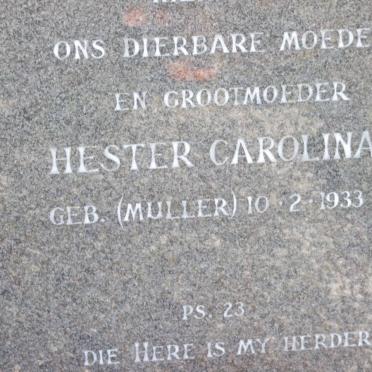 ONS DIERBARE MOEDE
EN GROOTMOEDER
HESTER CAROLINA
GEB. (MULLER) 10 · 2 · 1933
PS. 23
DIE HERE IS MY HERDER